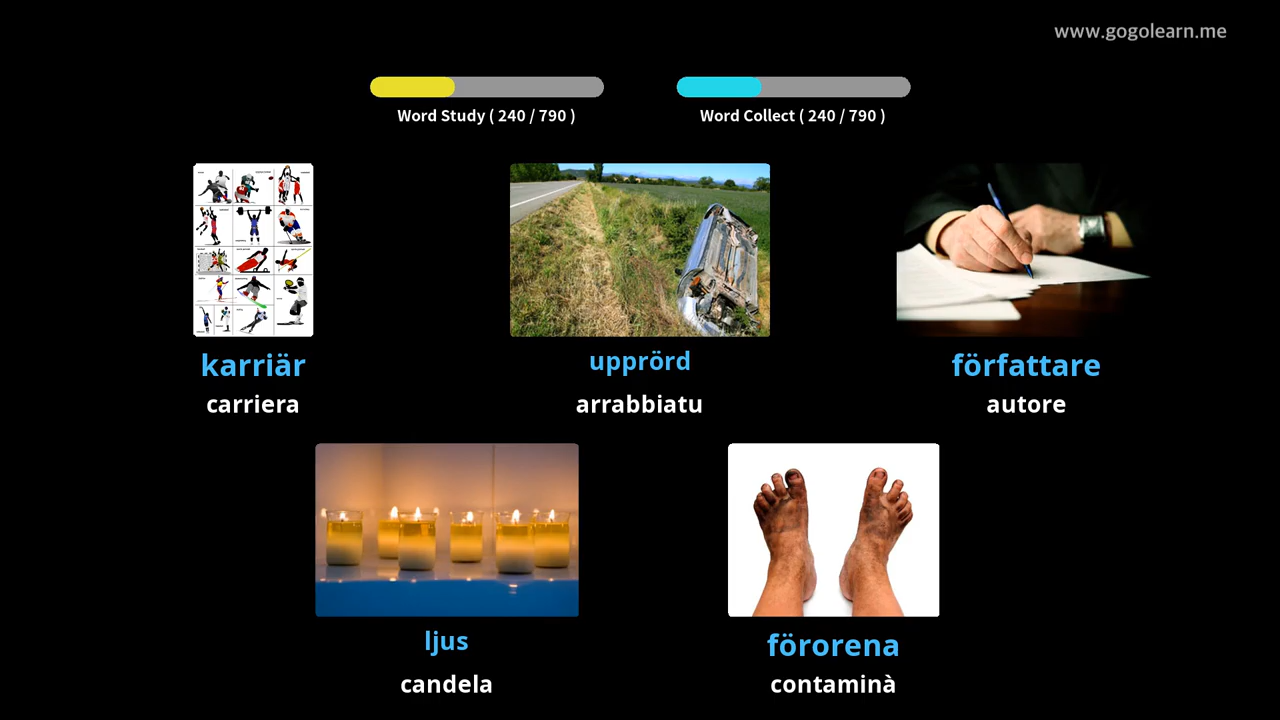 www.gogolearn.me
Word Study ( 240 / 790 )
Word Collect ( 240 / 790 )
karriär
carriera
upprörd
arrabbiatu
författare
autore
ljus
candela
förorena
contaminà